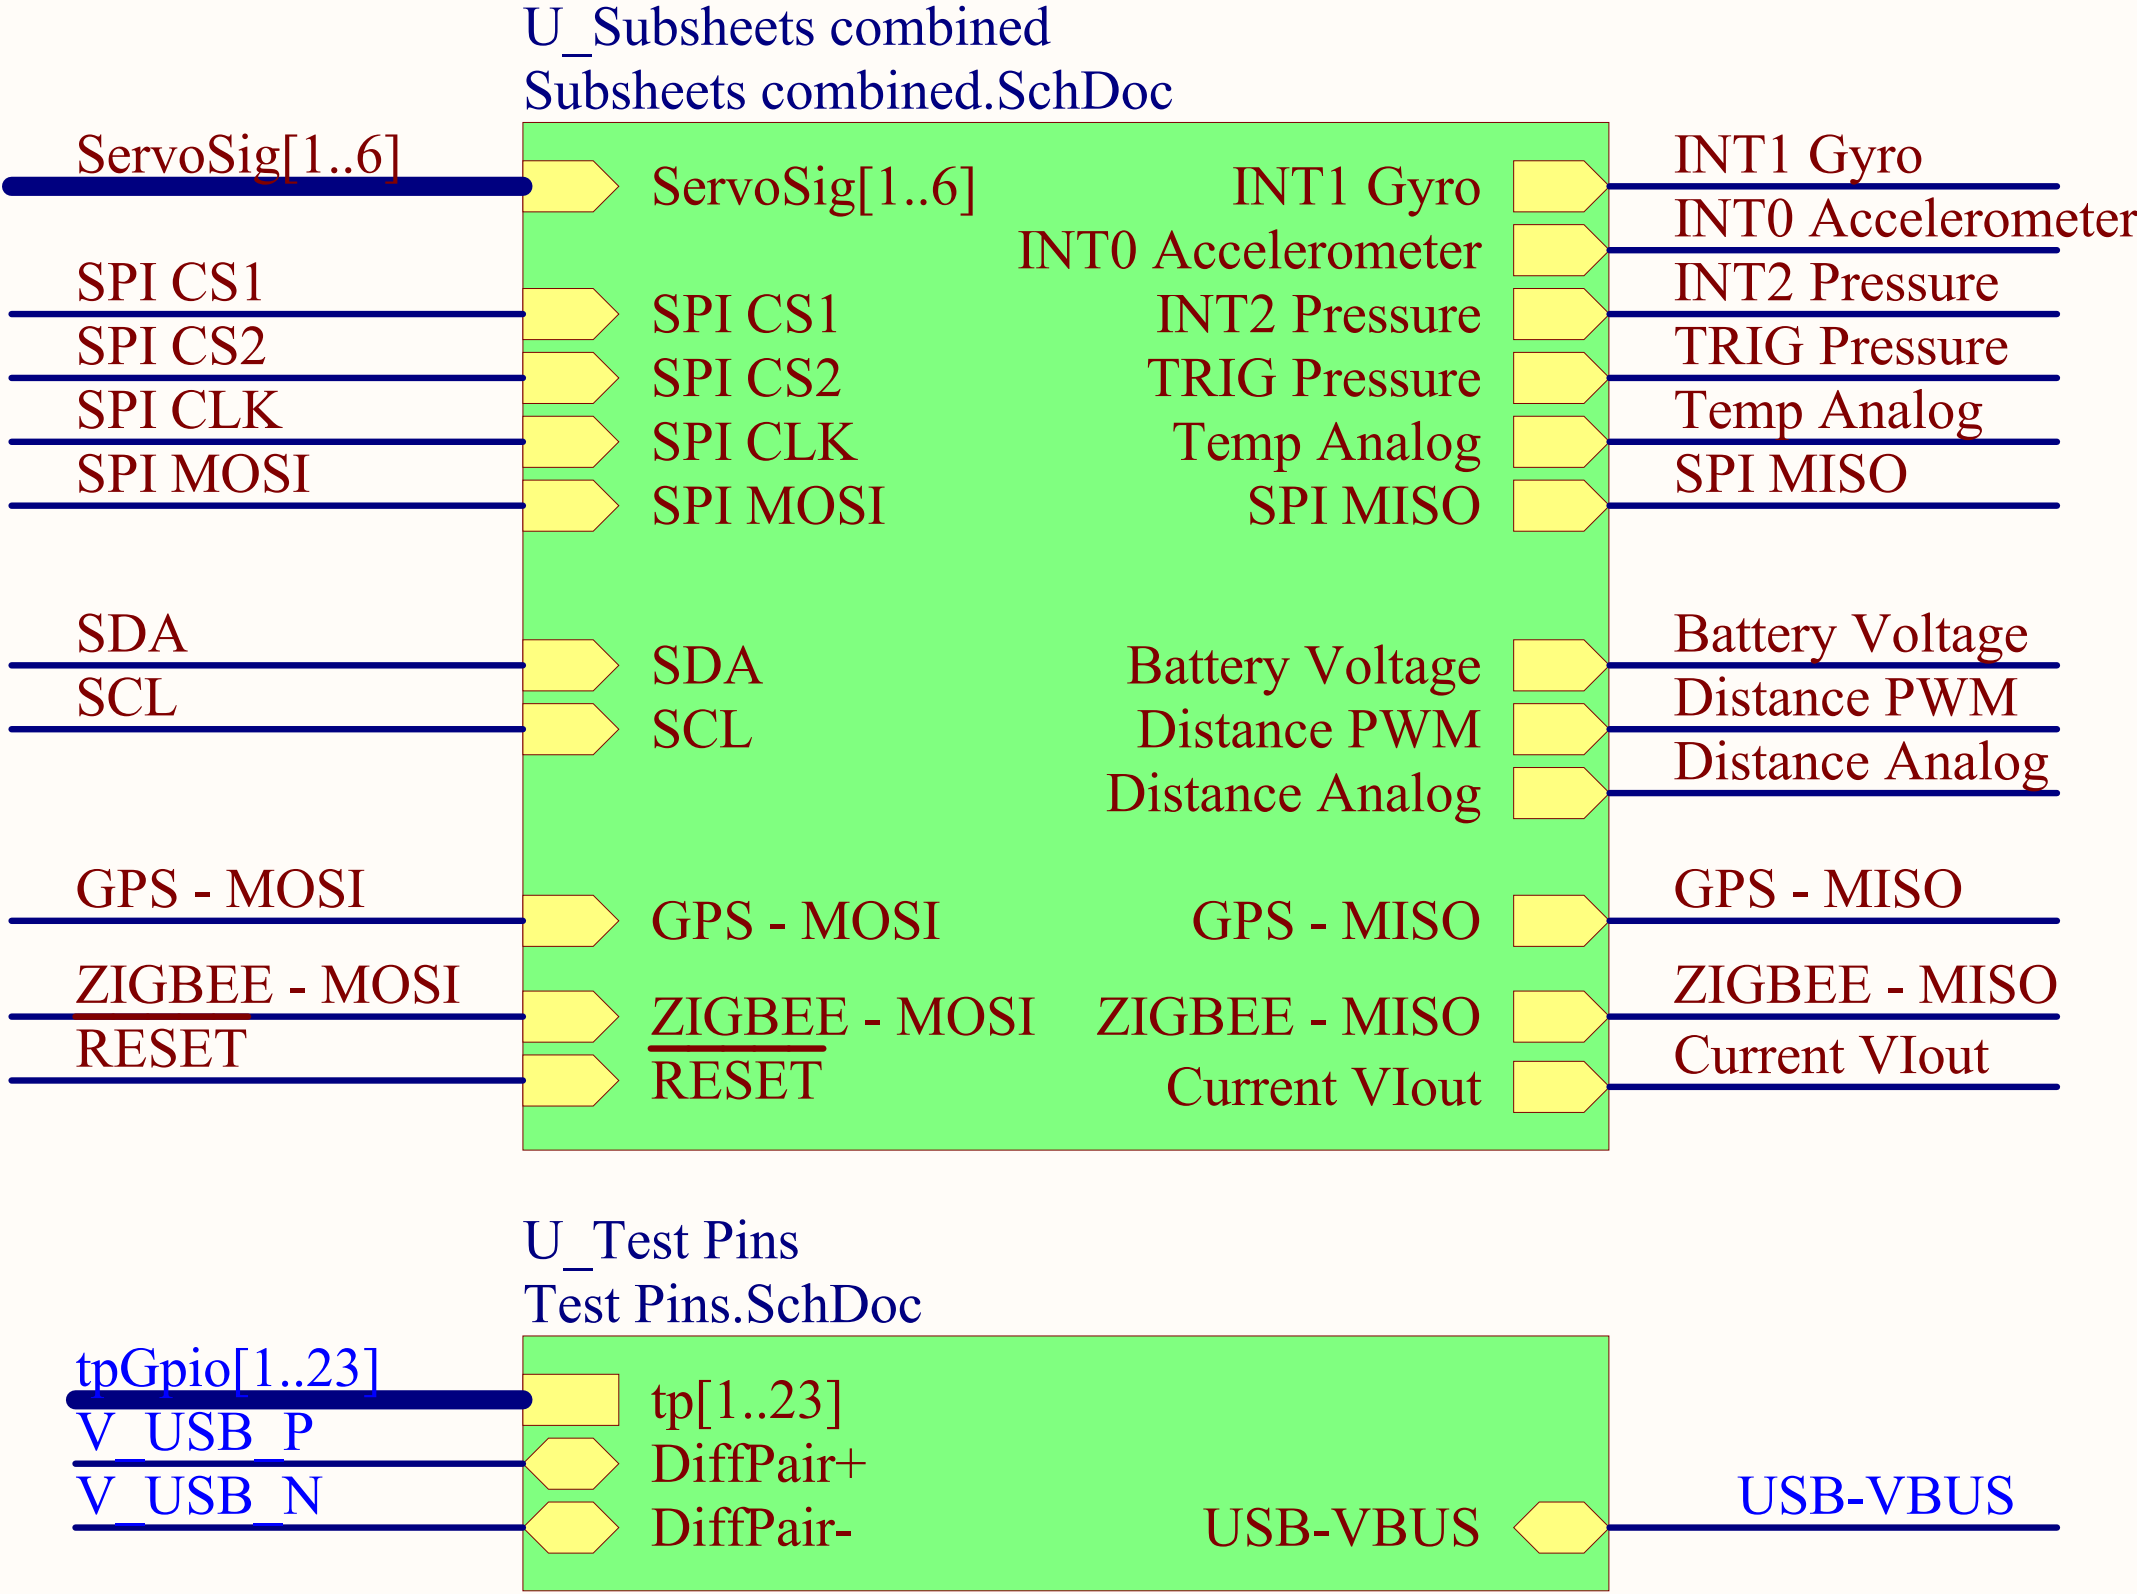 U_Subsheets combined
Subsheets combined.SchDoc
ServoSig[1..6] ServoSig[1..6] INT1 Gyro INT1 Gyro
INT0 Accelerometer INT0 Accelerometer
SPI CS1 SPI CS1 INT2 Pressure INT2 Pressure
SPI CS2 SPI CS2 TRIG Pressure TRIG Pressure
SPI CLK SPI CLK Temp Analog Temp Analog
SPI MOSI SPI MOSI SPI MISO SPI MISO
SDA SDA Battery Voltage Battery Voltage
SCL SCL Distance PWM Distance PWM
Distance Analog Distance Analog
GPS - MOSI GPS - MOSI GPS - MISO GPS - MISO
ZIGBEE - MOSI ZIGBEE - MOSI ZIGBEE - MISO ZIGBEE - MISO
RESET RESET Current VIout Current VIout
U_Test Pins
Test Pins.SchDoc
tpGpio[1..23] tp[1..23]
V_USB_P DiffPair+
V_USB_N DiffPair- USB-VBUS USB-VBUS